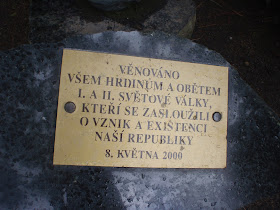 VĚNOVÁNO
VŠEM HRDINŮM A OBĚTEM
I. A II. SVĚTOVÉ VÁLKY,
KTEŘÍ SE ZASLOUŽILI
O VZNIK A EXISTENCI
NAŠÍ REPUBLIKY
8. KVĚTNA 2000